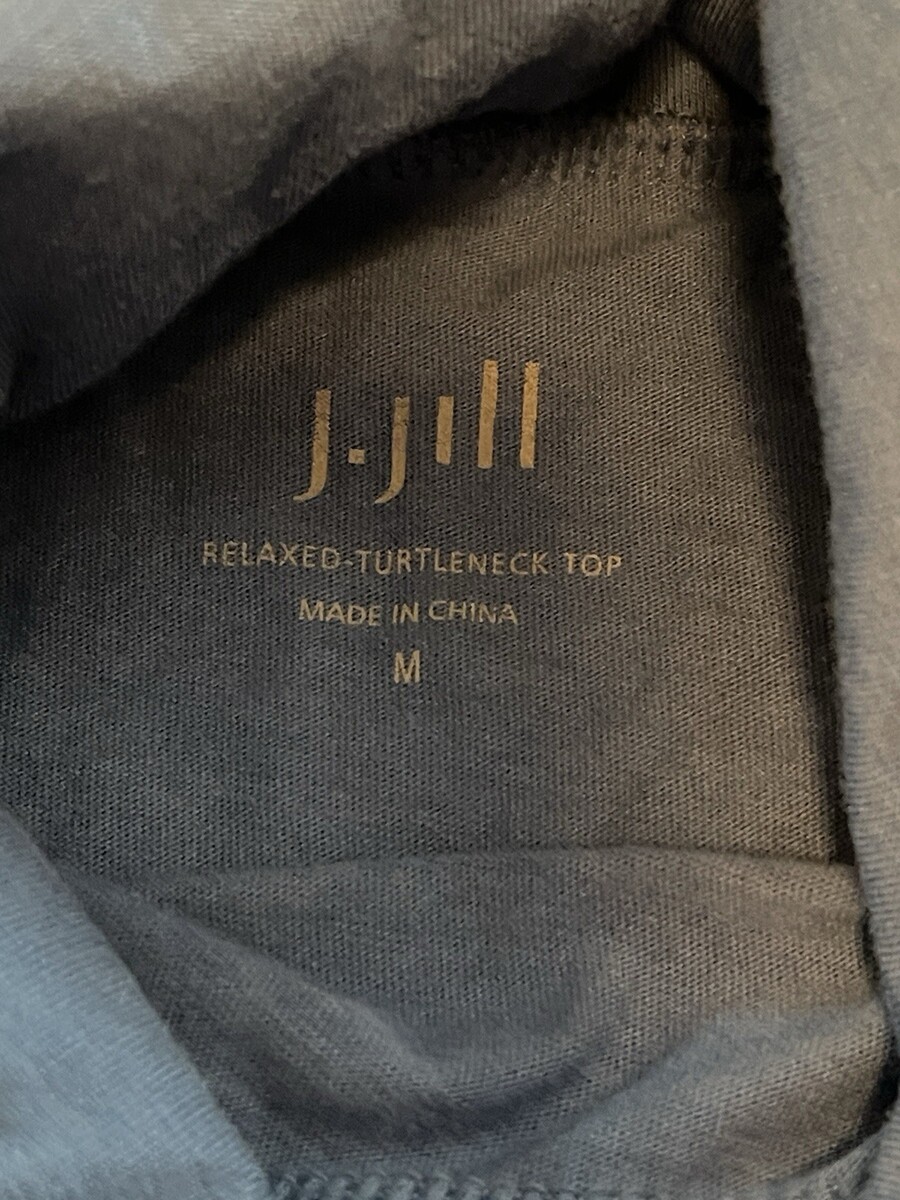 J.Jill
RELAXED-TURTLENECK TOP
MADE IN CHINA
M